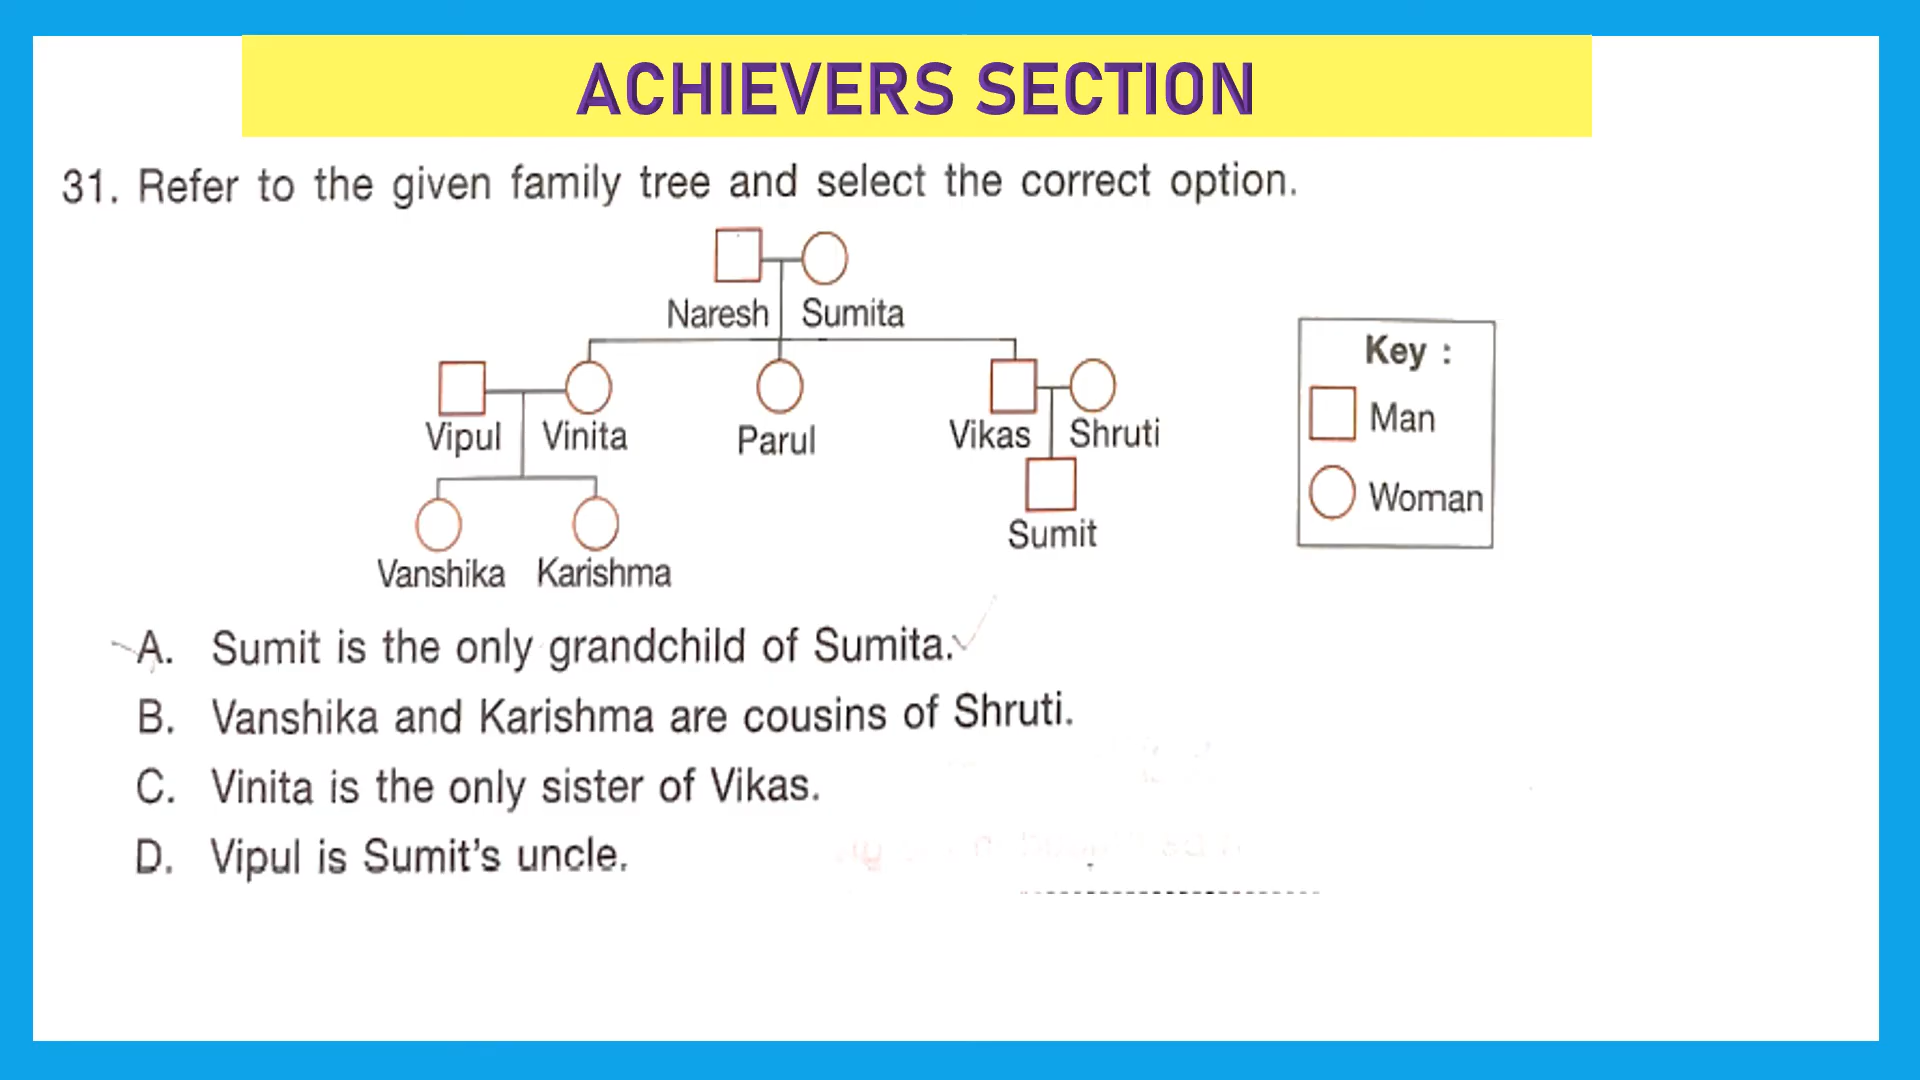 ACHIEVERS SECTION
31. Refer to the given family tree and select the correct option.
Naresh Sumita
Key :
Man
Woman
Vipul Vinita Parul Vikas Shruti
Sumit
Vanshika Karishma
A. Sumit is the only grandchild of Sumita.
B. Vanshika and Karishma are cousins of Shruti.
C. Vinita is the only sister of Vikas.
D. Vipul is Sumit's uncle.